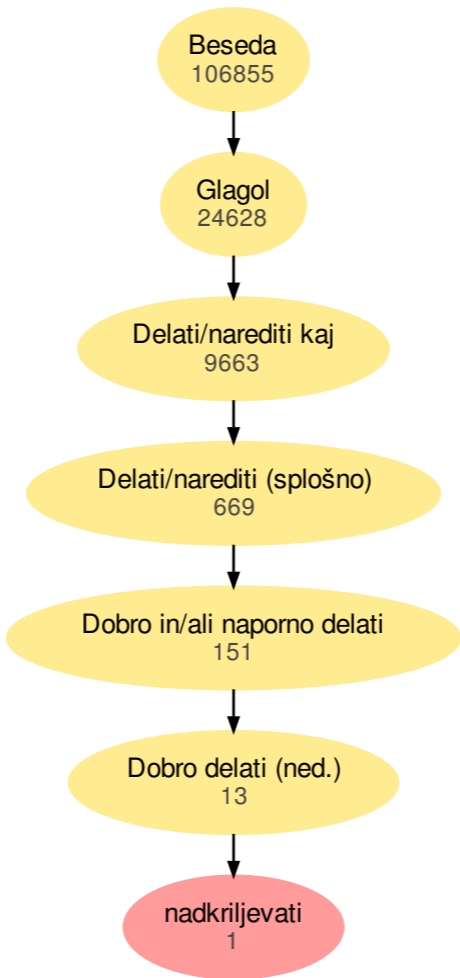 Beseda
106855
Glagol
24628
Delati/narediti kaj
9663
Delati/narediti (splošno)
669
Dobro in/ali naporno delati
151
Dobro delati (ned.)
13
nadkriljevati
1